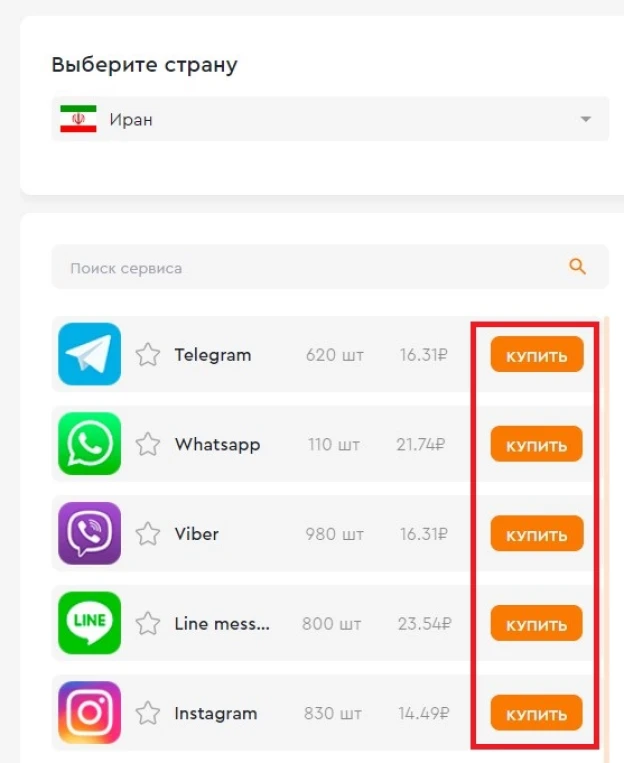 Выберите страну
Иран
Поиск сервиса
Telegram 620 шт 16.31₽ КУПИТЬ
Whatsapp 110 шт 21.74₽ КУПИТЬ
Viber 980 шт 16.31₽ КУПИТЬ
LINE Line mess... 800 шт 23.54₽ КУПИТЬ
Instagram 830 шт 14.49₽ КУПИТЬ